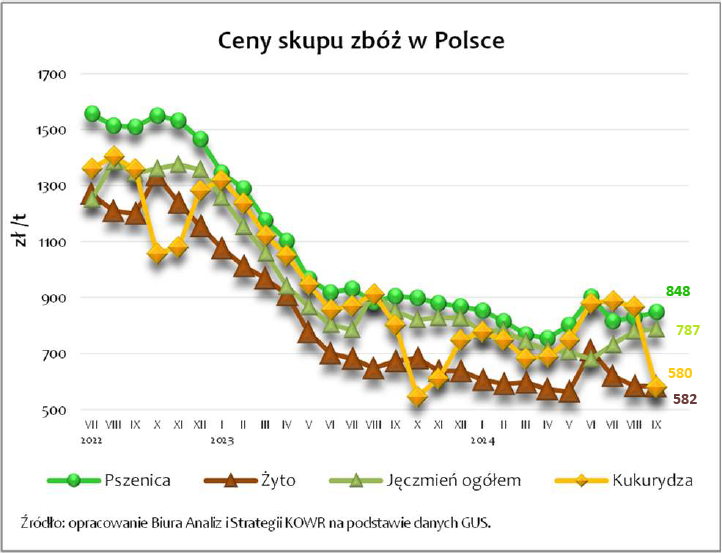 Ceny skupu zbóż w Polsce
zł /t
1700
1500
1300
1100
900
700
500
848
787
580
582
VII VIII IX X XI XII I II III IV V VI VII VIII IX X XI XII I II III IV V VI VII VIII IX
2022 2023 2024
Pszenica Żyto Jęczmień ogółem Kukurydza
Źródło: opracowanie Biura Analiz i Strategii KOWR na podstawie danych GUS.